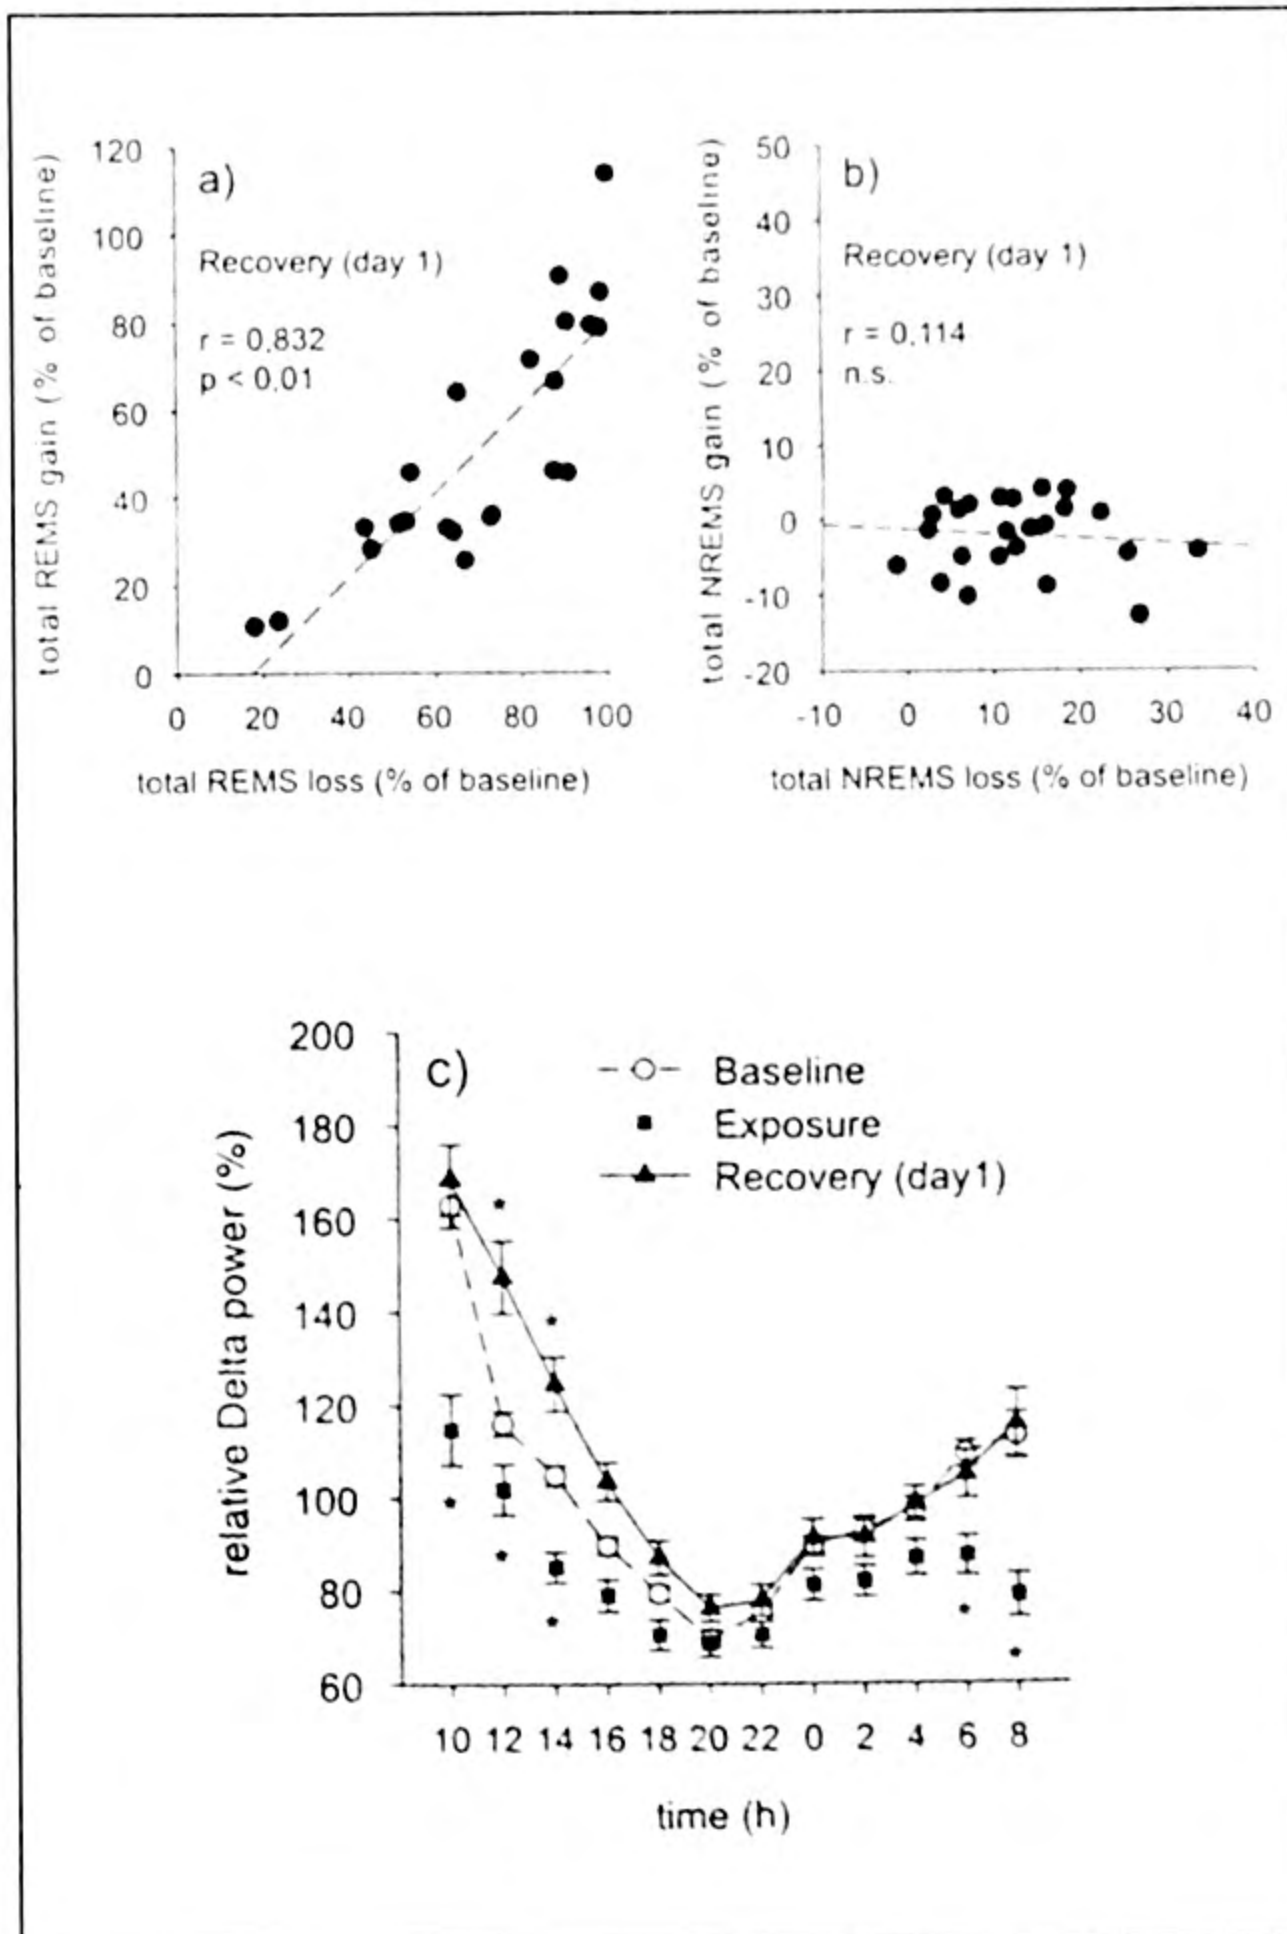 a)
Recovery (day 1)
r = 0,832
p < 0,01
total REMS gain (% of baseline)
120
100
80
60
40
20
0
0 20 40 60 80 100
total REMS loss (% of baseline)
b)
Recovery (day 1)
r = 0,114
n.s.
total NREMS gain (% of baseline)
50
40
30
20
10
0
-10
-20
-10 0 10 20 30 40
total NREMS loss (% of baseline)
c)
Baseline
Exposure
Recovery (day1)
relative Delta power (%)
200
180
160
140
120
100
80
60
10 12 14 16 18 20 22 0 2 4 6 8
time (h)